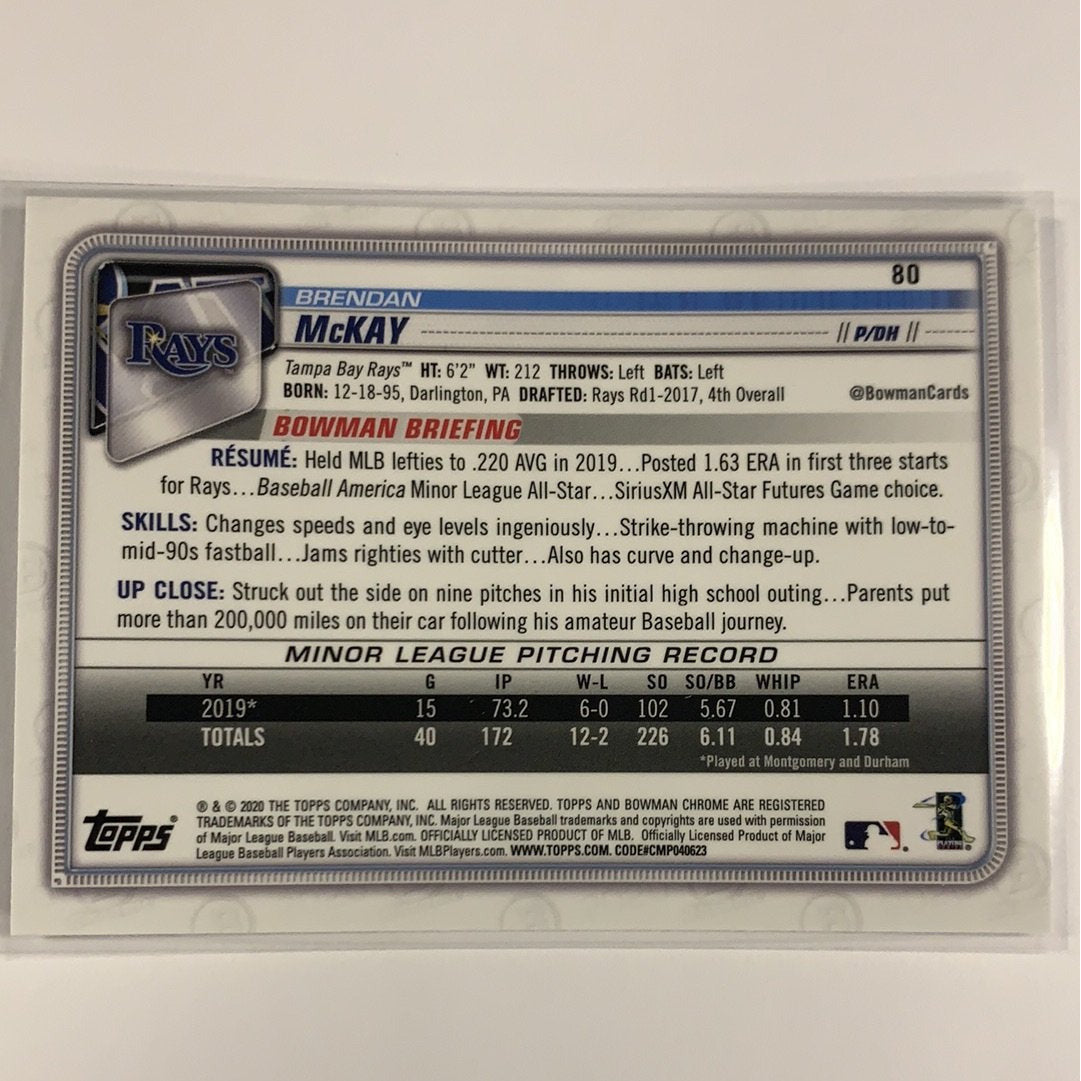 80
RAYS
BRENDAN
McKAY // P/DH //
Tampa Bay Rays™ HT: 6'2" WT: 212 THROWS: Left BATS: Left
BORN: 12-18-95, Darlington, PA DRAFTED: Rays Rd1-2017, 4th Overall @BowmanCards
BOWMAN BRIEFING
RÉSUMÉ: Held MLB lefties to .220 AVG in 2019...Posted 1.63 ERA in first three starts
for Rays...Baseball America Minor League All-Star...SiriusXM All-Star Futures Game choice.
SKILLS: Changes speeds and eye levels ingeniously...Strike-throwing machine with low-to-
mid-90s fastball...Jams righties with cutter...Also has curve and change-up.
UP CLOSE: Struck out the side on nine pitches in his initial high school outing...Parents put
more than 200,000 miles on their car following his amateur Baseball journey.
MINOR LEAGUE PITCHING RECORD
YR G IP W-L SO SO/BB WHIP ERA
2019* 15 73.2 6-0 102 5.67 0.81 1.10
TOTALS 40 172 12-2 226 6.11 0.84 1.78
*Played at Montgomery and Durham
topps®
® & © 2020 THE TOPPS COMPANY, INC. ALL RIGHTS RESERVED. TOPPS AND BOWMAN CHROME ARE REGISTERED
TRADEMARKS OF THE TOPPS COMPANY, INC. Major League Baseball trademarks and copyrights are used with permission
of Major League Baseball. Visit MLB.com. OFFICIALLY LICENSED PRODUCT OF MLB. Officially Licensed Product of Major
League Baseball Players Association. Visit MLBPlayers.com. WWW.TOPPS.COM. CODE#CMP040623